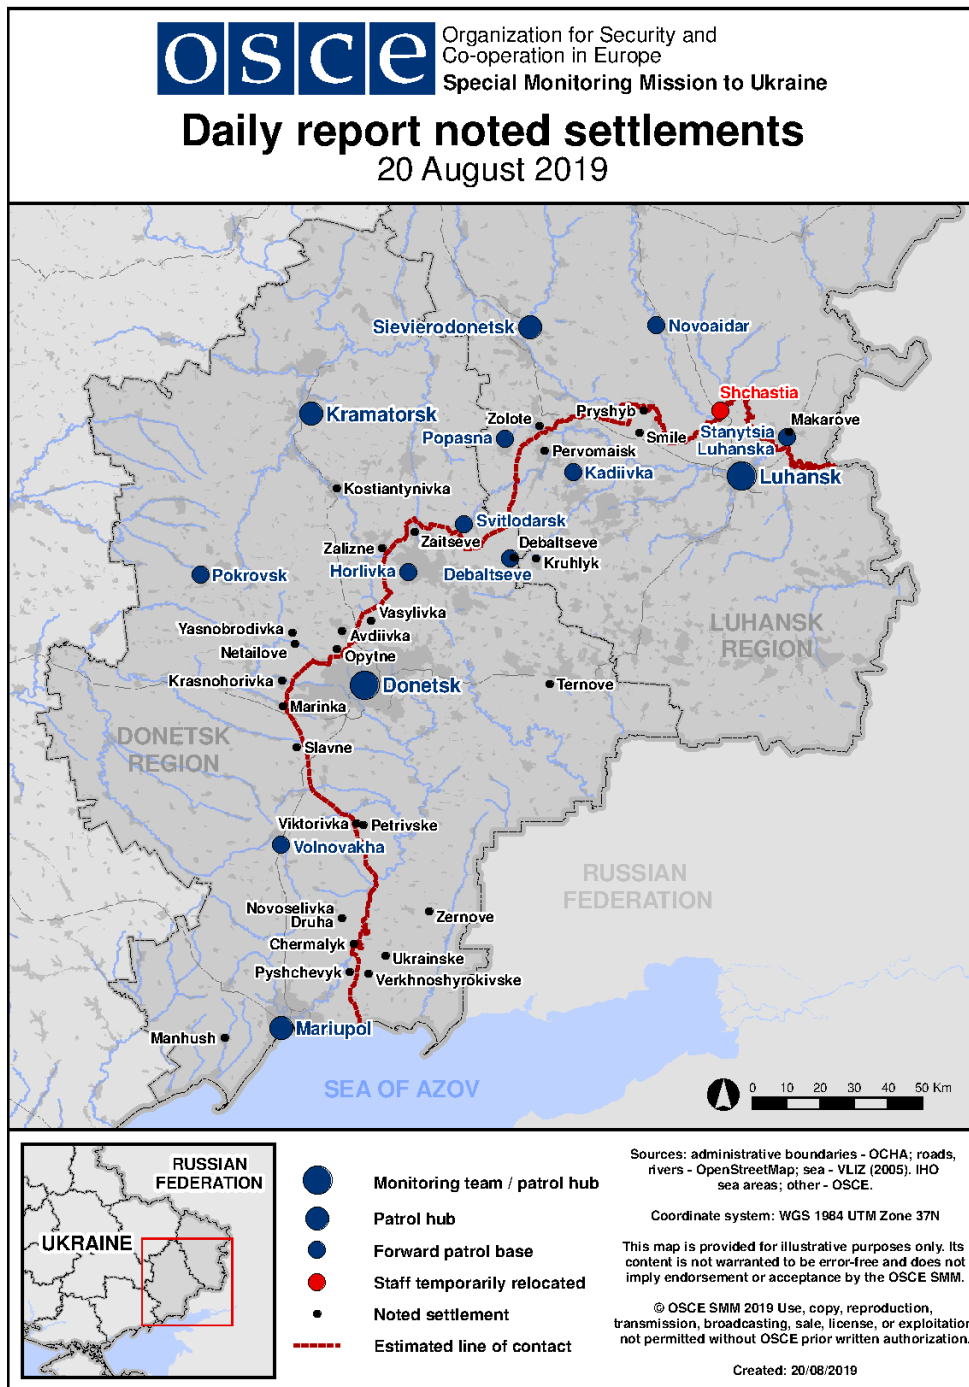 osce
Organization for Security and
Co-operation in Europe
Special Monitoring Mission to Ukraine
Daily report noted settlements
20 August 2019
Sievierodonetsk
Novoaidar
Shchastia
Kramatorsk
Pryshyb
Zolote
Makarove
Popasna
Smile
Stanytsia
Luhanska
Pervomaisk
Kadiivka
Luhansk
Kostiantynivka
Svitlodarsk
Zaitseve
Debaltseve
Zalizne
Kruhlyk
Horlivka
Debaltseve
Pokrovsk
Vasylivka
Yasnobrodivka
Avdiivka
Netailove
Opytne
LUHANSK
REGION
Krasnohorivka
Donetsk
Ternove
Marinka
DONETSK
REGION
Slavne
Viktorivka
Petrivske
Volnovakha
RUSSIAN
FEDERATION
Novoselivka
Druha
Zernove
Chermalyk
Ukrainske
Pyshchevyk
Verkhnoshyrokivske
Mariupol
Manhush
SEA OF AZOV
0 10 20 30 40 50 Km
RUSSIAN
FEDERATION
UKRAINE
Monitoring team / patrol hub
Patrol hub
Forward patrol base
Staff temporarily relocated
Noted settlement
Estimated line of contact
Sources: administrative boundaries - OCHA; roads,
rivers - OpenStreetMap; sea - VLIZ (2005). IHO
sea areas; other - OSCE.
Coordinate system: WGS 1984 UTM Zone 37N
This map is provided for illustrative purposes only. Its
content is not warranted to be error-free and does not
imply endorsement or acceptance by the OSCE SMM.
© OSCE SMM 2019 Use, copy, reproduction,
transmission, broadcasting, sale, license, or exploitation
not permitted without OSCE prior written authorization.
Created: 20/08/2019